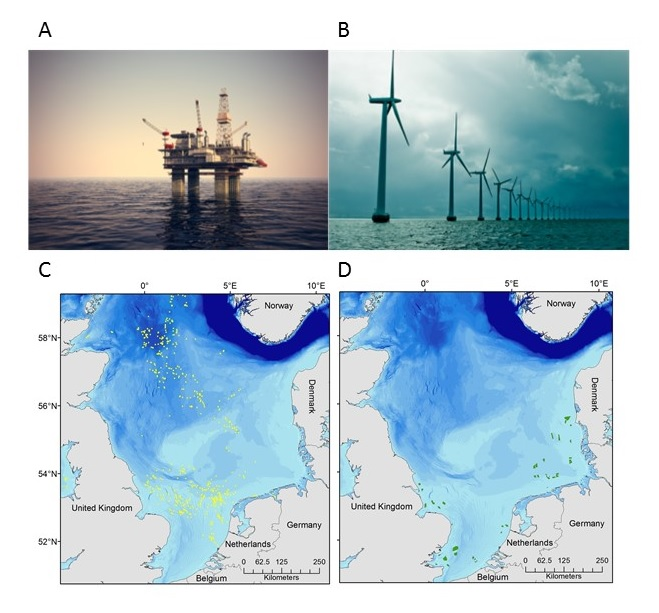 A
B
C
D
0° 5°E 10°E
58°N
56°N
54°N
52°N
Norway
Denmark
United Kingdom
Germany
Netherlands
Belgium
0 62.5 125 250
Kilometers
0° 5°E 10°E
Norway
Denmark
United Kingdom
Germany
Netherlands
Belgium
0 62.5 125 250
Kilometers